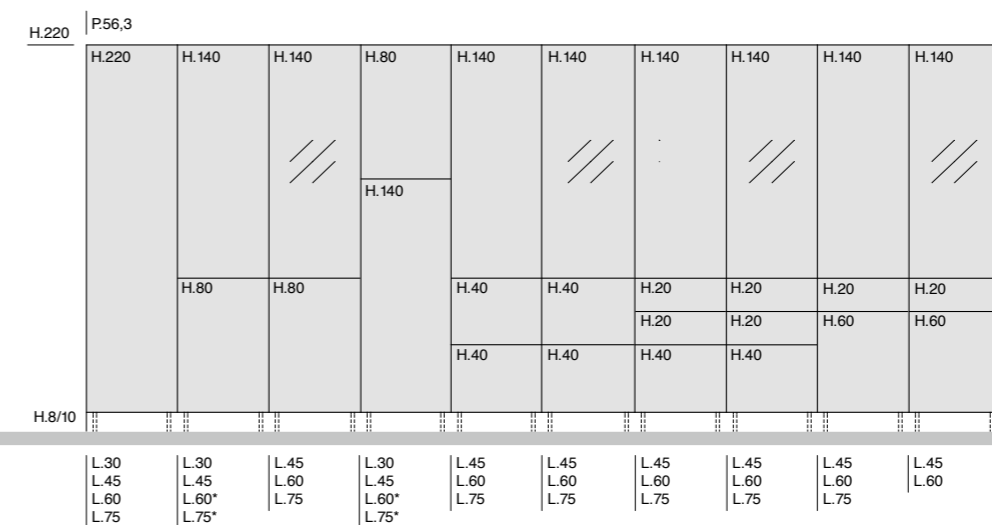 H.220
P.56,3
H.220 H.140 H.140 H.80 H.140 H.140 H.140 H.140 H.140 H.140
H.140
H.80 H.80 H.40 H.40 H.20 H.20 H.20 H.20
H.20 H.20 H.60 H.60
H.40 H.40 H.40 H.40
H.8/10
L.30 L.30 L.45 L.30 L.45 L.45 L.45 L.45 L.45 L.45
L.45 L.45 L.60 L.45 L.60 L.60 L.60 L.60 L.60 L.60
L.60 L.60* L.75 L.60* L.75 L.75 L.75 L.75 L.75
L.75 L.75* L.75*